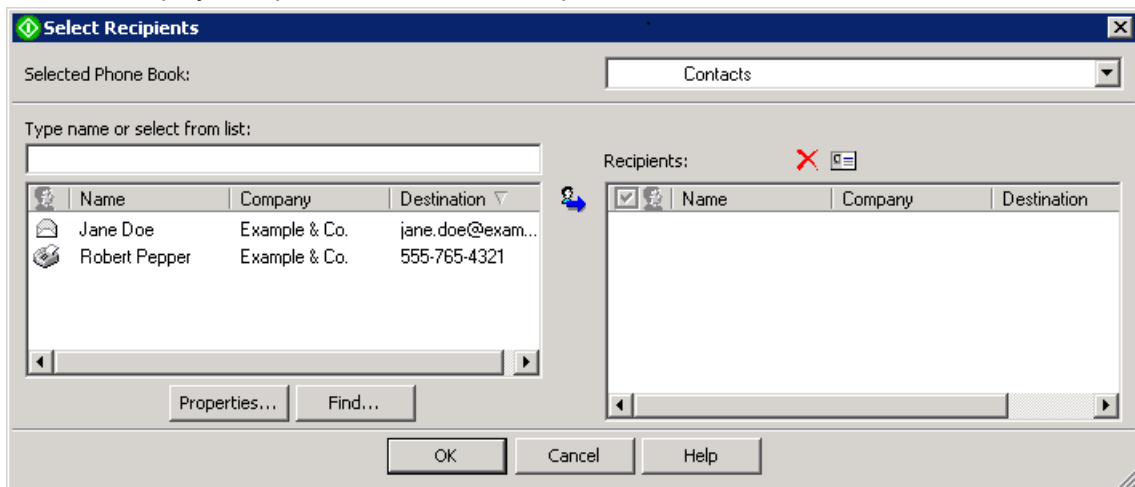 Select Recipients
Selected Phone Book:
Contacts
Type name or select from list:
Recipients:
Name Company Destination
Name Company Destination
Jane Doe Example & Co. jane.doe@exam...
Robert Pepper Example & Co. 555-765-4321
Properties... Find...
OK Cancel Help